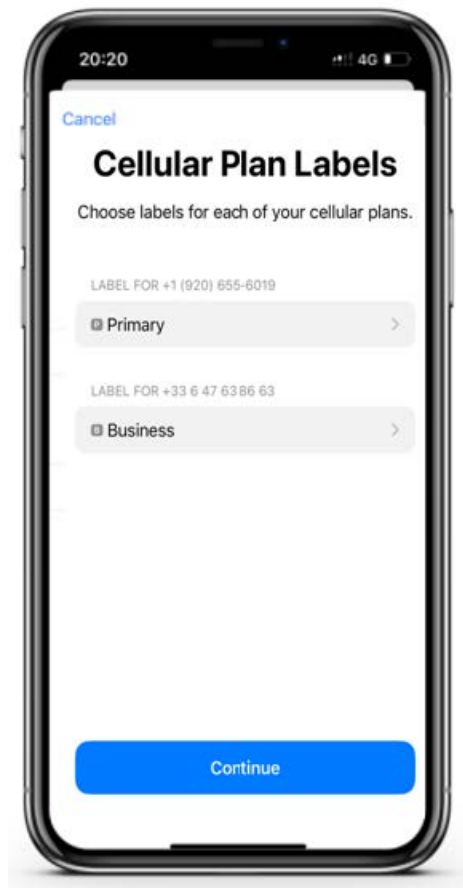 20:20
4G
Cancel
Cellular Plan Labels
Choose labels for each of your cellular plans.
LABEL FOR +1 (920) 655-6019
P Primary
LABEL FOR +33 6 47 63 86 63
B Business
Continue